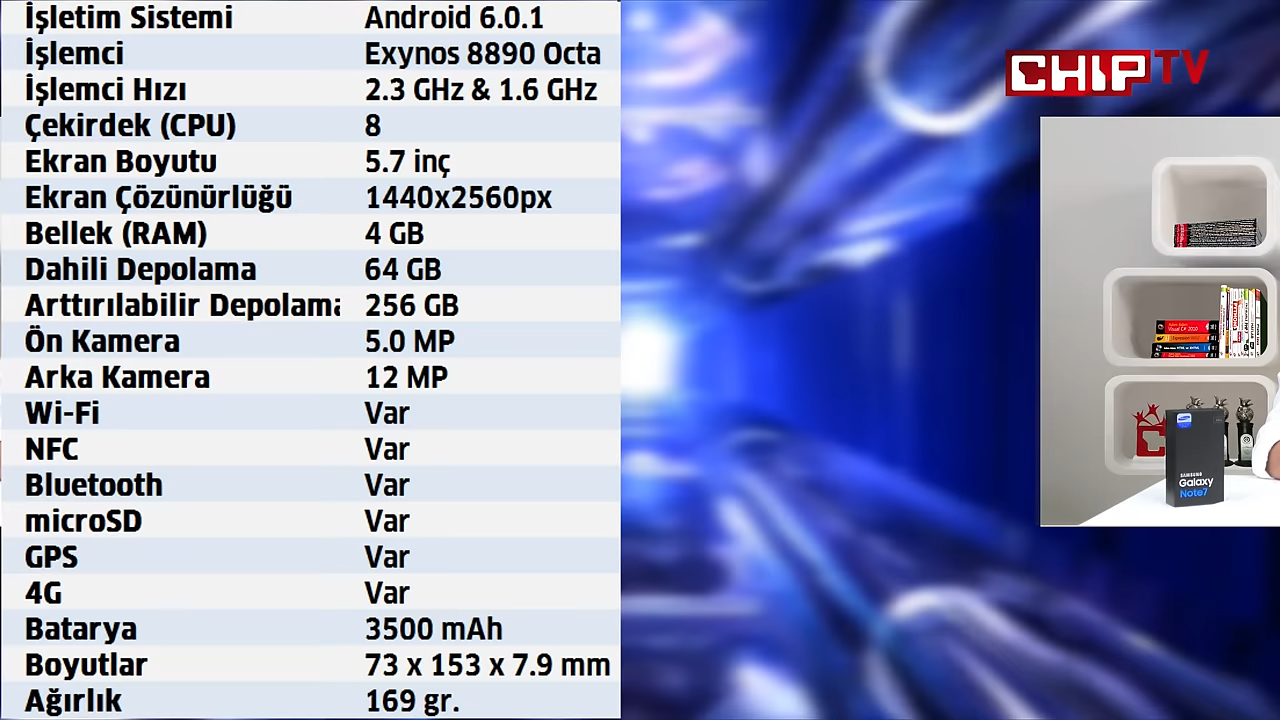 İşletim Sistemi Android 6.0.1
İşlemci Exynos 8890 Octa
İşlemci Hızı 2.3 GHz & 1.6 GHz
Çekirdek (CPU) 8
Ekran Boyutu 5.7 inç
Ekran Çözünürlüğü 1440x2560px
Bellek (RAM) 4 GB
Dahili Depolama 64 GB
Arttırılabilir Depolama 256 GB
Ön Kamera 5.0 MP
Arka Kamera 12 MP
Wi-Fi Var
NFC Var
Bluetooth Var
microSD Var
GPS Var
4G Var
Batarya 3500 mAh
Boyutlar 73 x 153 x 7.9 mm
Ağırlık 169 gr.
CHIP TV
Visual C# 2010
SAMSUNG
Galaxy
Note7